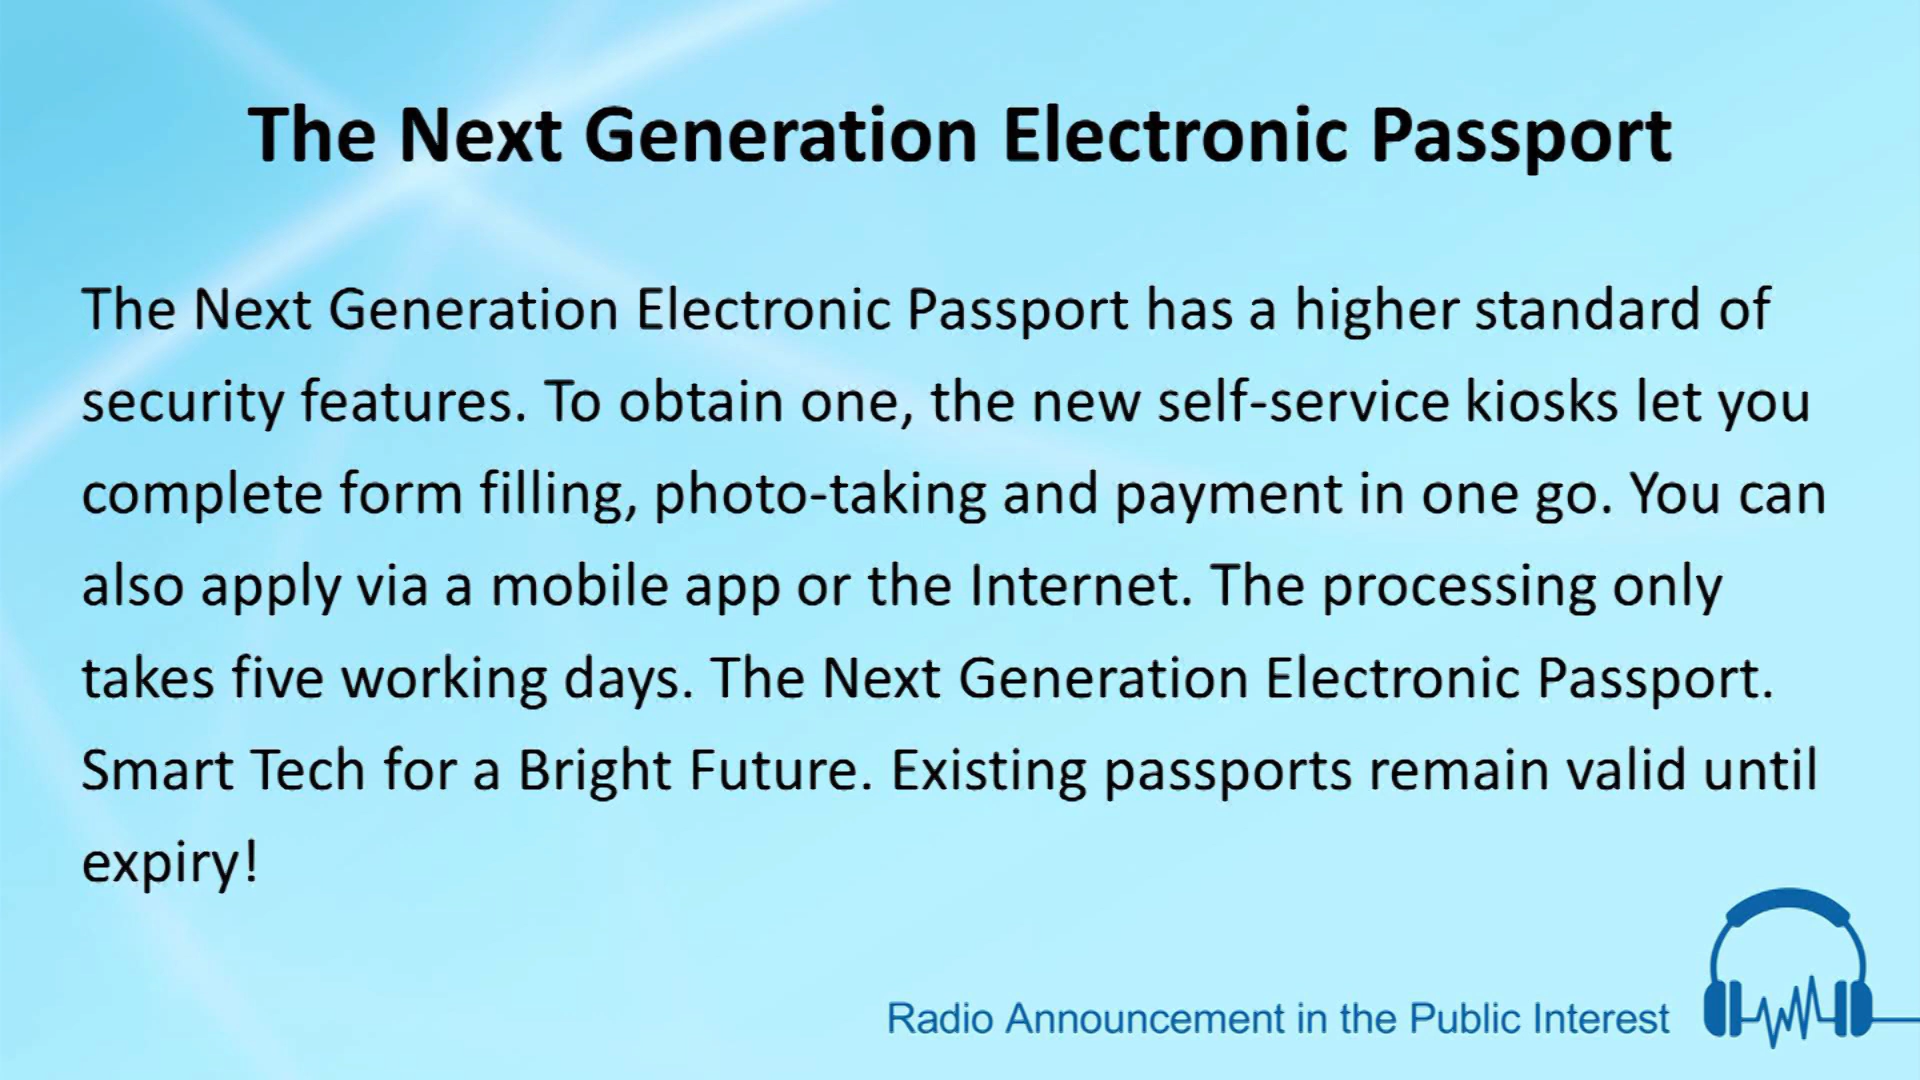 The Next Generation Electronic Passport
The Next Generation Electronic Passport has a higher standard of
security features. To obtain one, the new self-service kiosks let you
complete form filling, photo-taking and payment in one go. You can
also apply via a mobile app or the Internet. The processing only
takes five working days. The Next Generation Electronic Passport.
Smart Tech for a Bright Future. Existing passports remain valid until
expiry!
Radio Announcement in the Public Interest